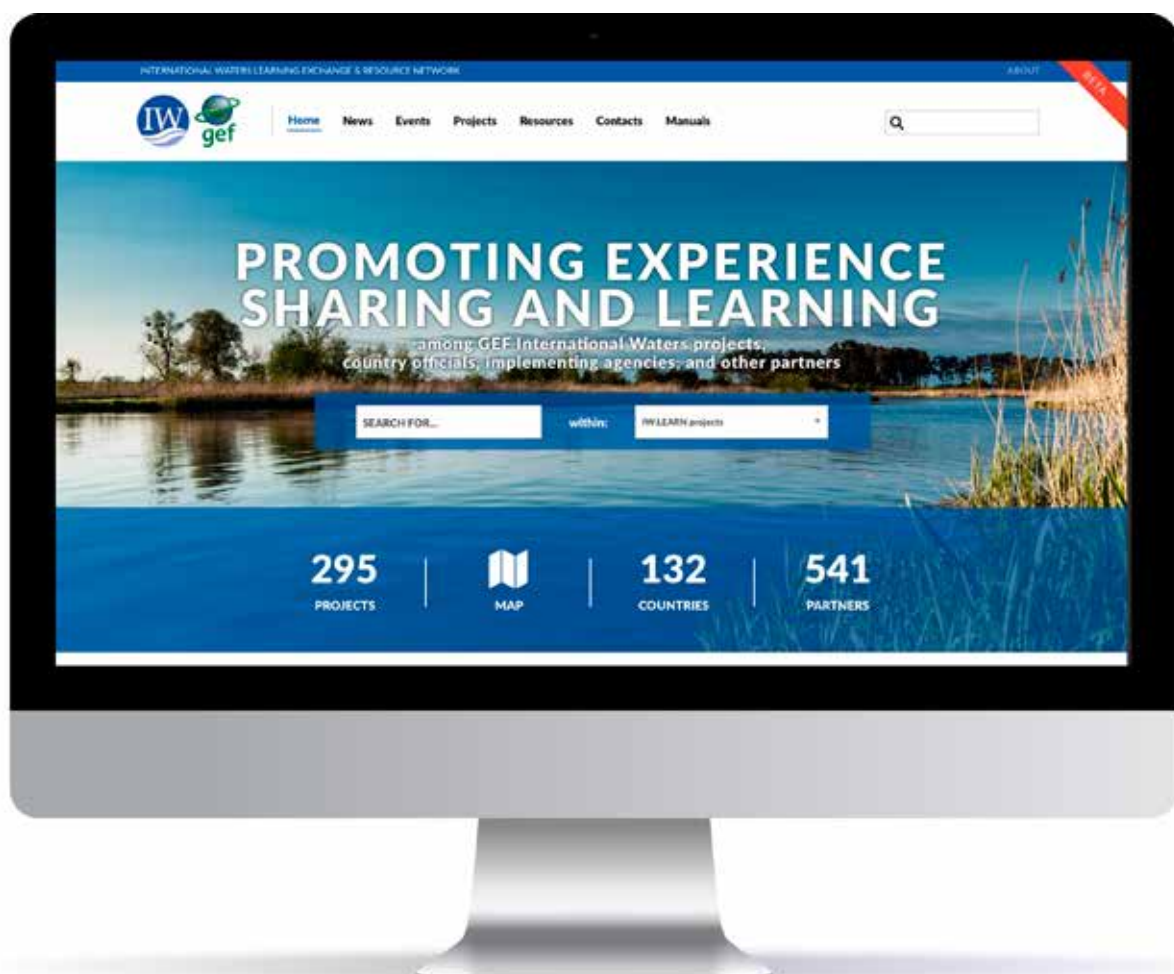 INTERNATIONAL WATERS LEARNING EXCHANGE & RESOURCE NETWORK
ABOUT
BETA
IW
gef
Home News Events Projects Resources Contacts Manuals
PROMOTING EXPERIENCE
SHARING AND LEARNING
among GEF International Waters projects,
country officials, implementing agencies, and other partners
SEARCH FOR... within: IW:LEARN projects
295 132 541
PROJECTS MAP COUNTRIES PARTNERS